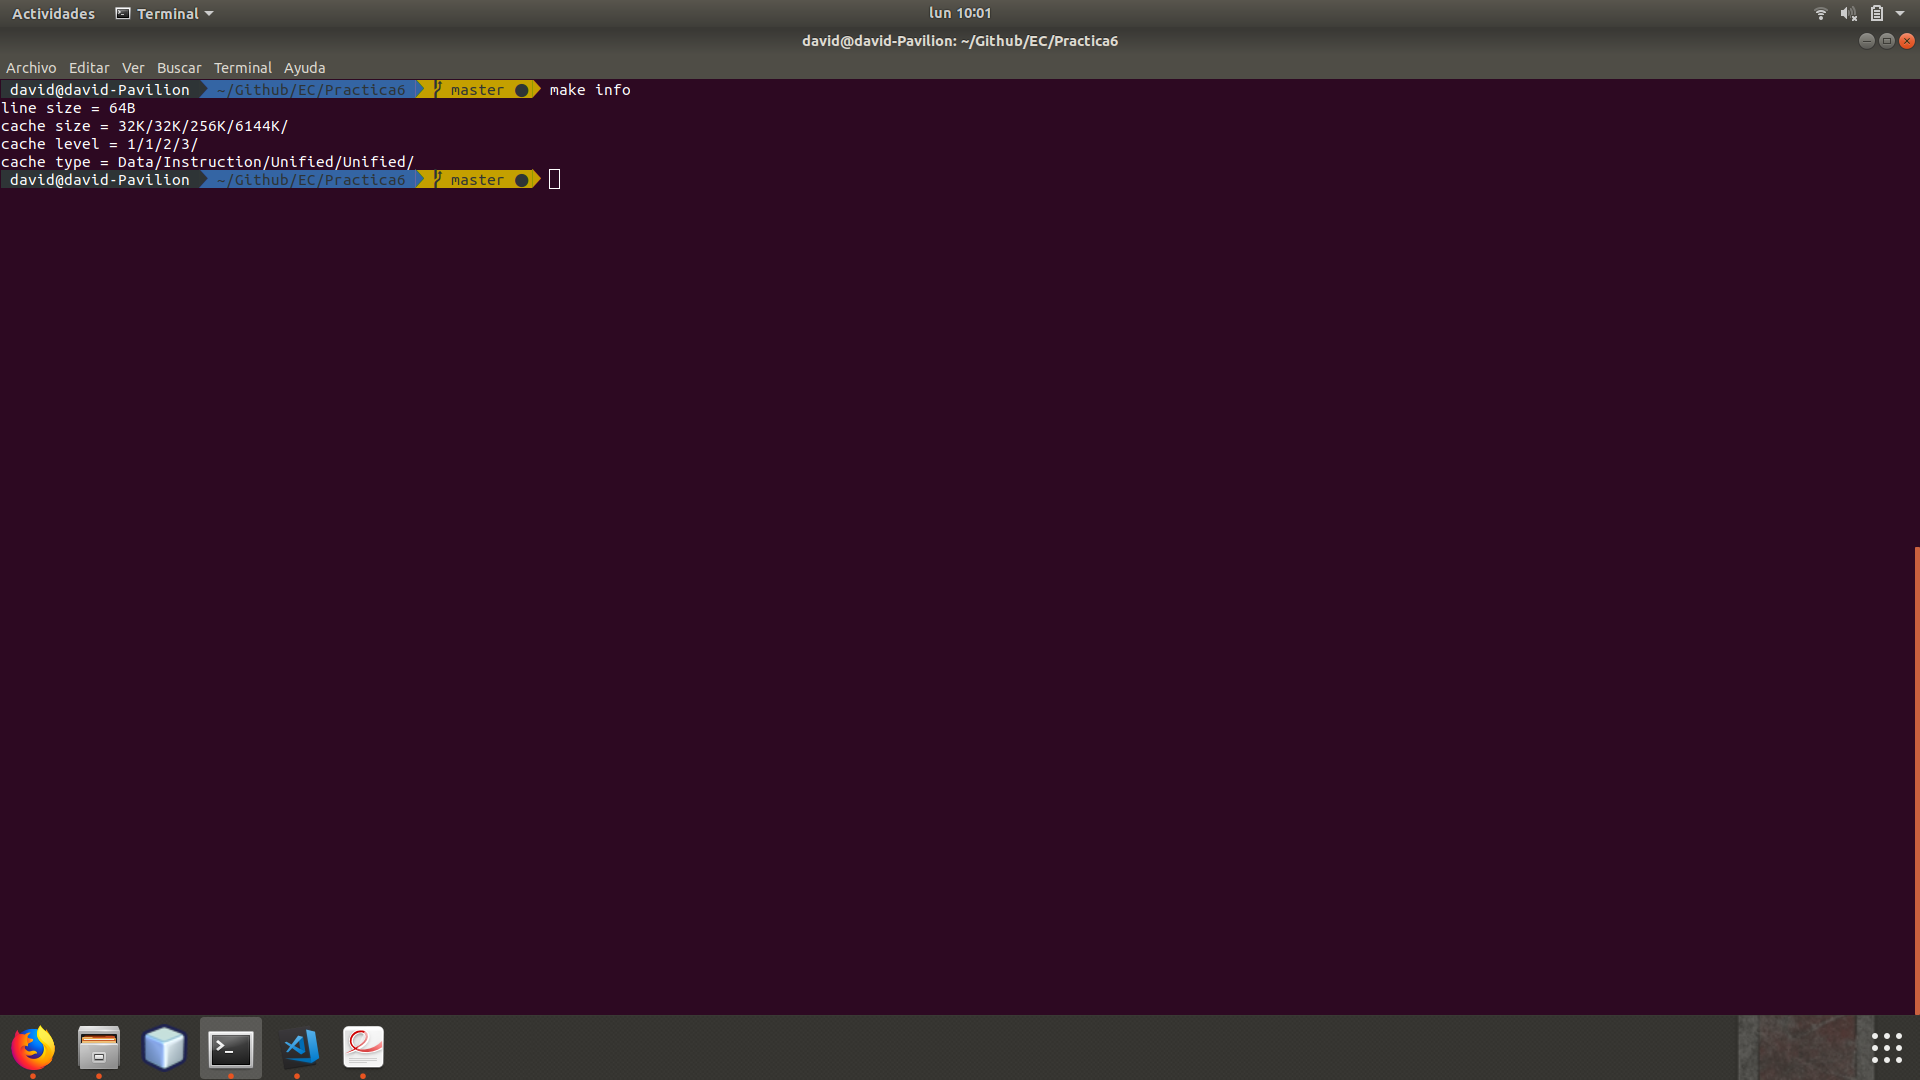 Actividades Terminal lun 10:01
david@david-Pavilion: ~/Github/EC/Practica6
Archivo Editar Ver Buscar Terminal Ayuda
david@david-Pavilion ~/Github/EC/Practica6 master ● make info
line size = 64B
cache size = 32K/32K/256K/6144K/
cache level = 1/1/2/3/
cache type = Data/Instruction/Unified/Unified/
david@david-Pavilion ~/Github/EC/Practica6 master ●